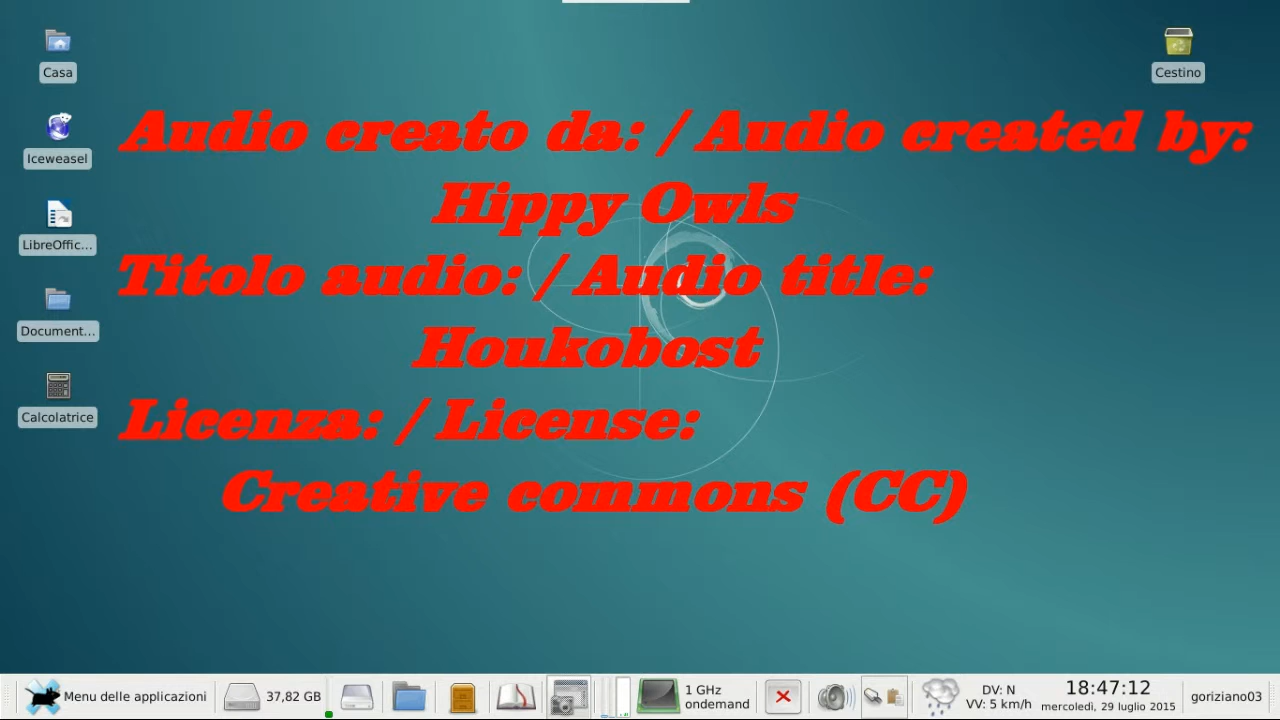 Casa
Cestino
Audio creato da: / Audio created by:
Iceweasel
Hippy Owls
LibreOffic...
Titolo audio: / Audio title:
Document...
Houkobost
Calcolatrice
Licenza: / License:
Creative commons (CC)
Menu delle applicazioni
37,82 GB
1 GHz
ondemand
DV: N
VV: 5 km/h
18:47:12
mercoledì, 29 luglio 2015
goriziano03